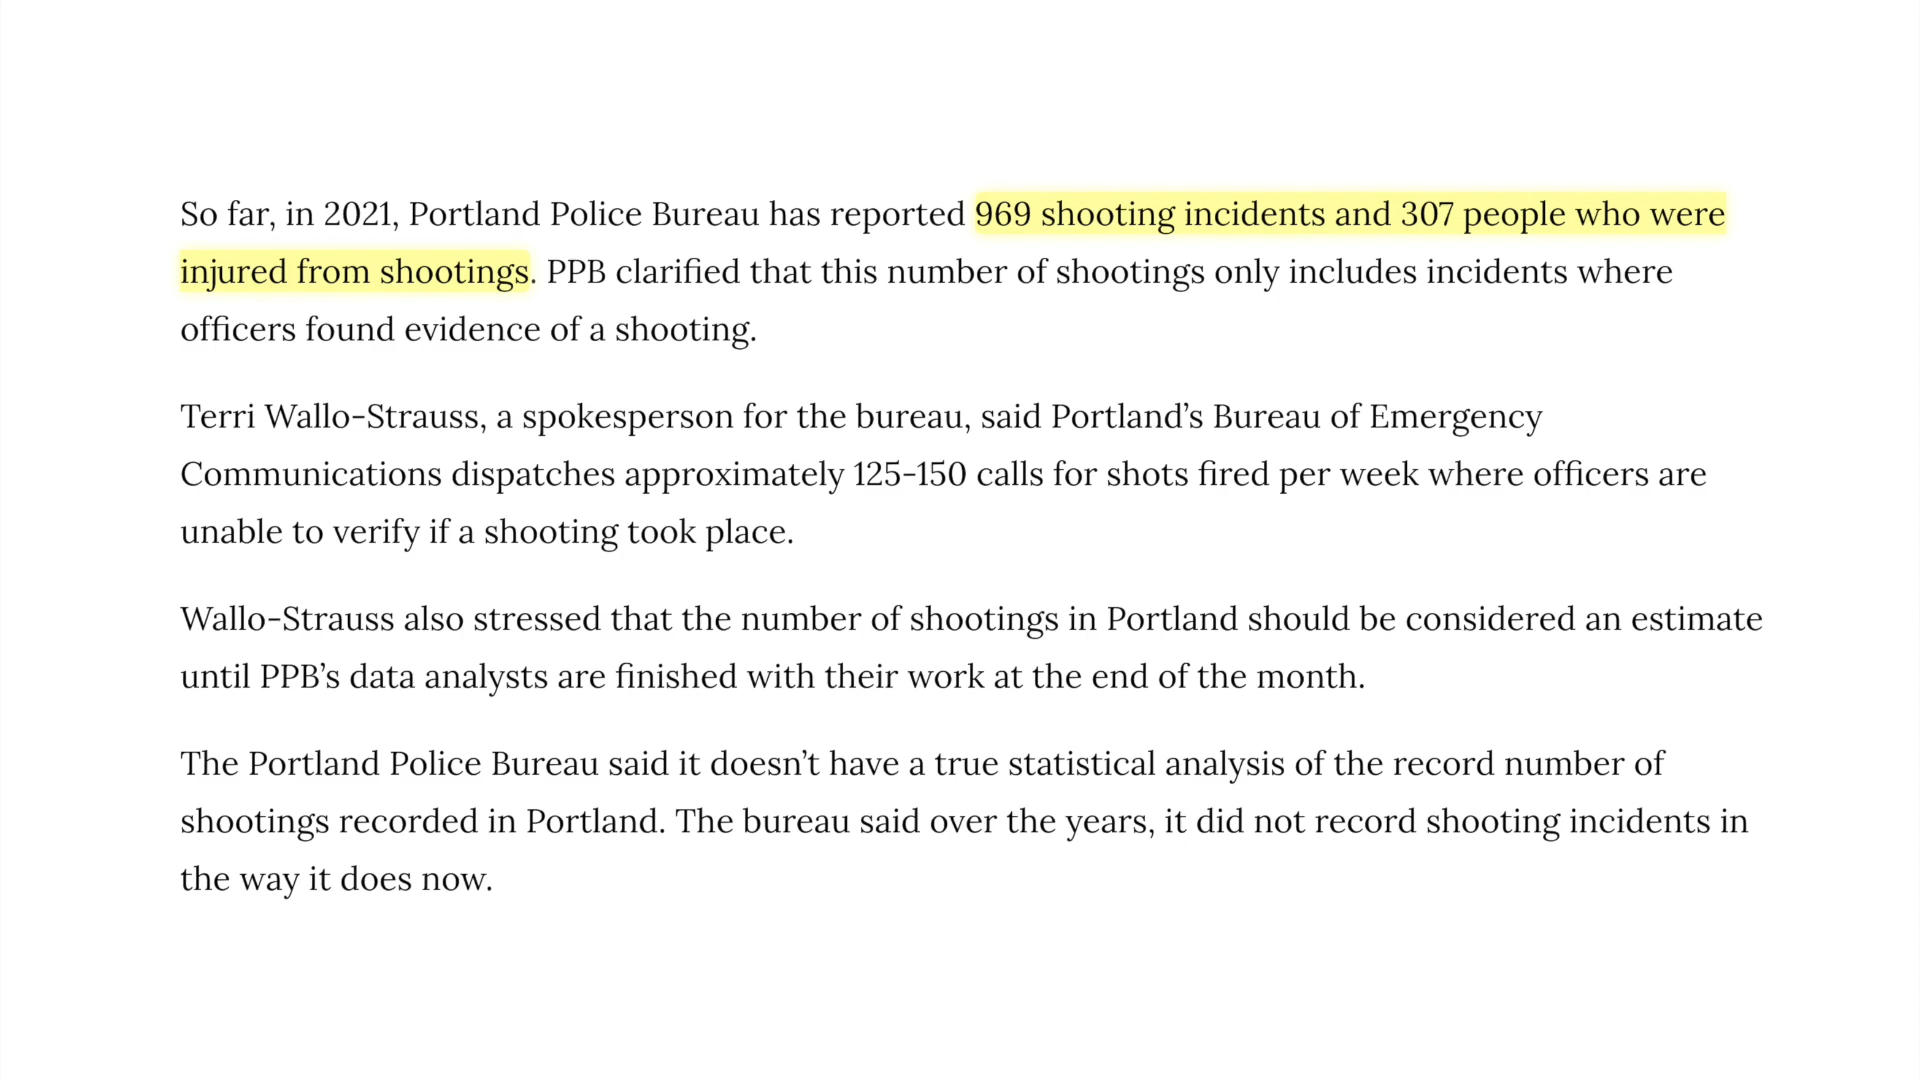 So far, in 2021, Portland Police Bureau has reported 969 shooting incidents and 307 people who were
injured from shootings. PPB clarified that this number of shootings only includes incidents where
officers found evidence of a shooting.
Terri Wallo-Strauss, a spokesperson for the bureau, said Portland’s Bureau of Emergency
Communications dispatches approximately 125-150 calls for shots fired per week where officers are
unable to verify if a shooting took place.
Wallo-Strauss also stressed that the number of shootings in Portland should be considered an estimate
until PPB’s data analysts are finished with their work at the end of the month.
The Portland Police Bureau said it doesn’t have a true statistical analysis of the record number of
shootings recorded in Portland. The bureau said over the years, it did not record shooting incidents in
the way it does now.